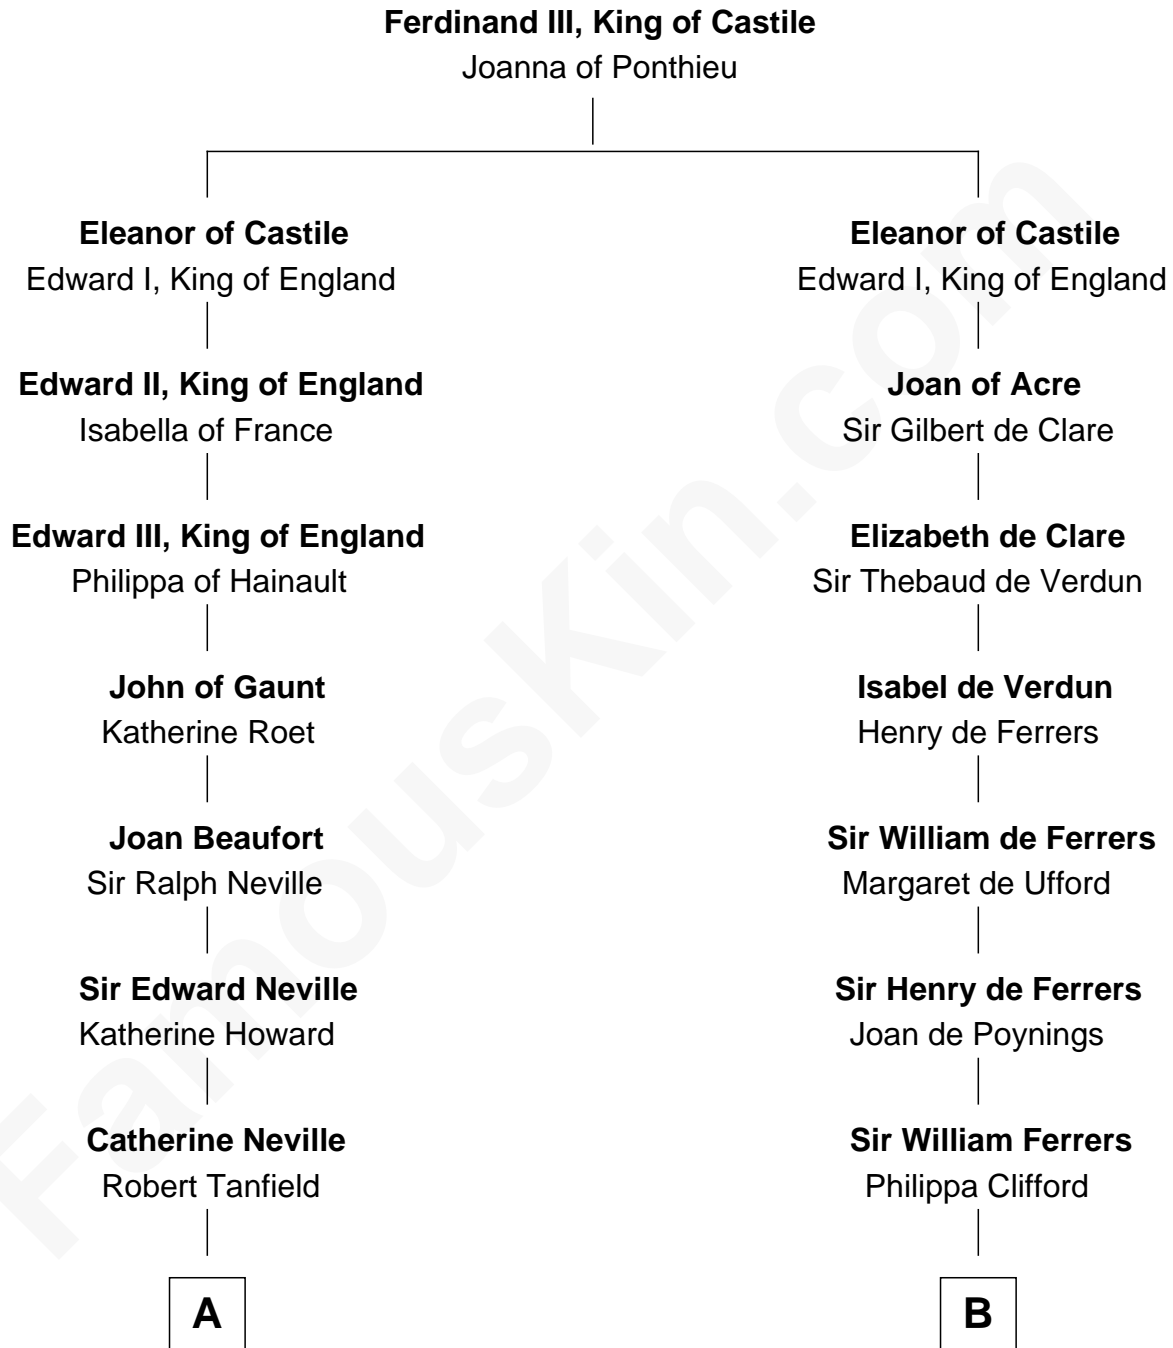 Ferdinand III, King of Castile
Joanna of Ponthieu
Eleanor of Castile
Edward I, King of England
Edward II, King of England
Isabella of France
Edward III, King of England
Philippa of Hainault
John of Gaunt
Katherine Roet
Joan Beaufort
Sir Ralph Neville
Sir Edward Neville
Katherine Howard
Catherine Neville
Robert Tanfield
A
Eleanor of Castile
Edward I, King of England
Joan of Acre
Sir Gilbert de Clare
Elizabeth de Clare
Sir Thebaud de Verdun
Isabel de Verdun
Henry de Ferrers
Sir William de Ferrers
Margaret de Ufford
Sir Henry de Ferrers
Joan de Poynings
Sir William Ferrers
Philippa Clifford
B
FamousKin.com